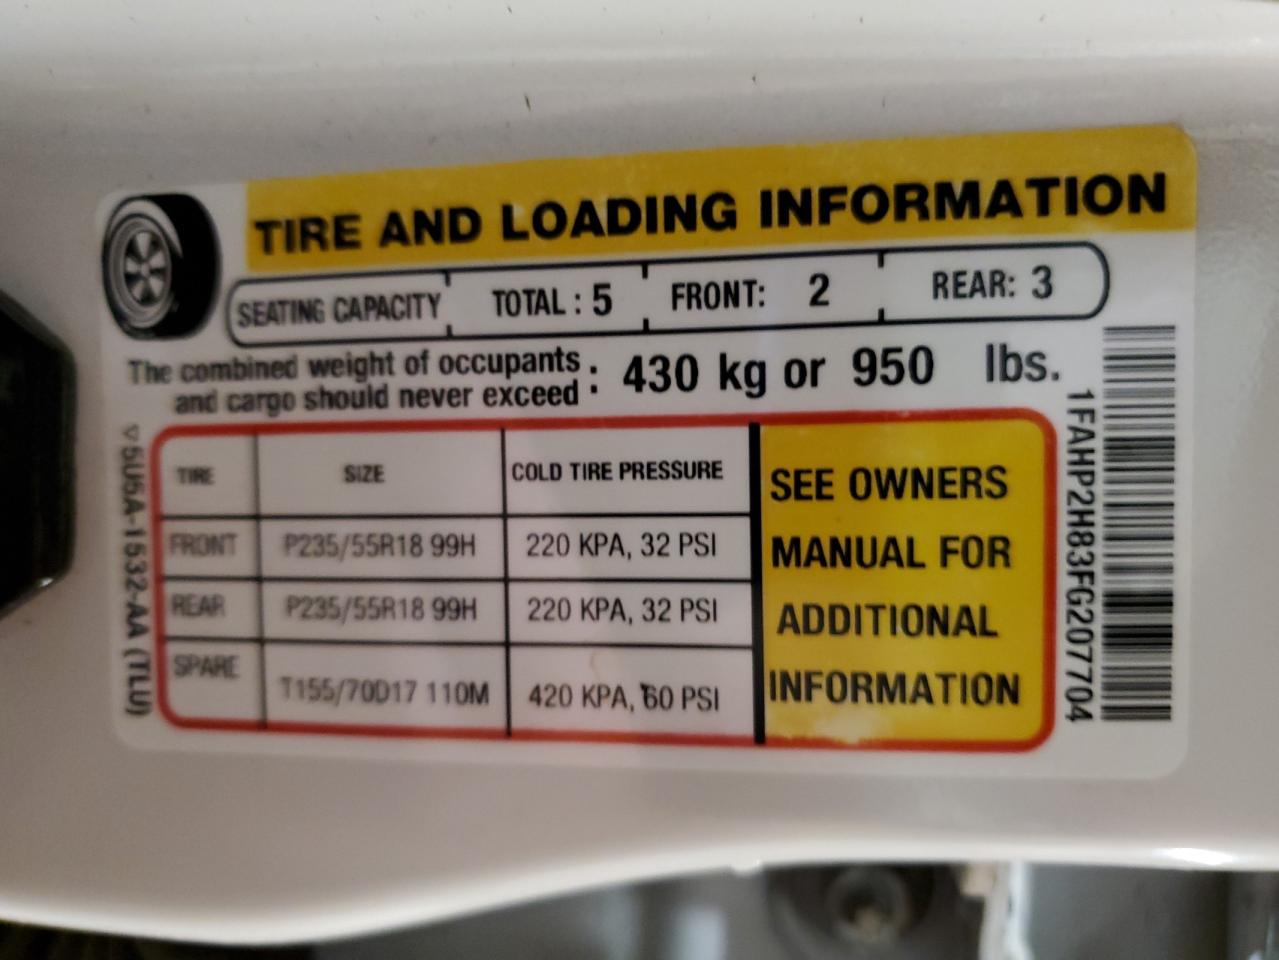 TIRE AND LOADING INFORMATION
SEATING CAPACITY TOTAL : 5 FRONT: 2 REAR: 3
The combined weight of occupants
and cargo should never exceed : 430 kg or 950 lbs.
TIRE SIZE COLD TIRE PRESSURE
FRONT P235/55R18 99H 220 KPA, 32 PSI
REAR P235/55R18 99H 220 KPA, 32 PSI
SPARE T155/70D17 110M 420 KPA, 60 PSI
SEE OWNERS
MANUAL FOR
ADDITIONAL
INFORMATION
5U5A-1532-AA (TLU)
1FAHP2H83FG207704